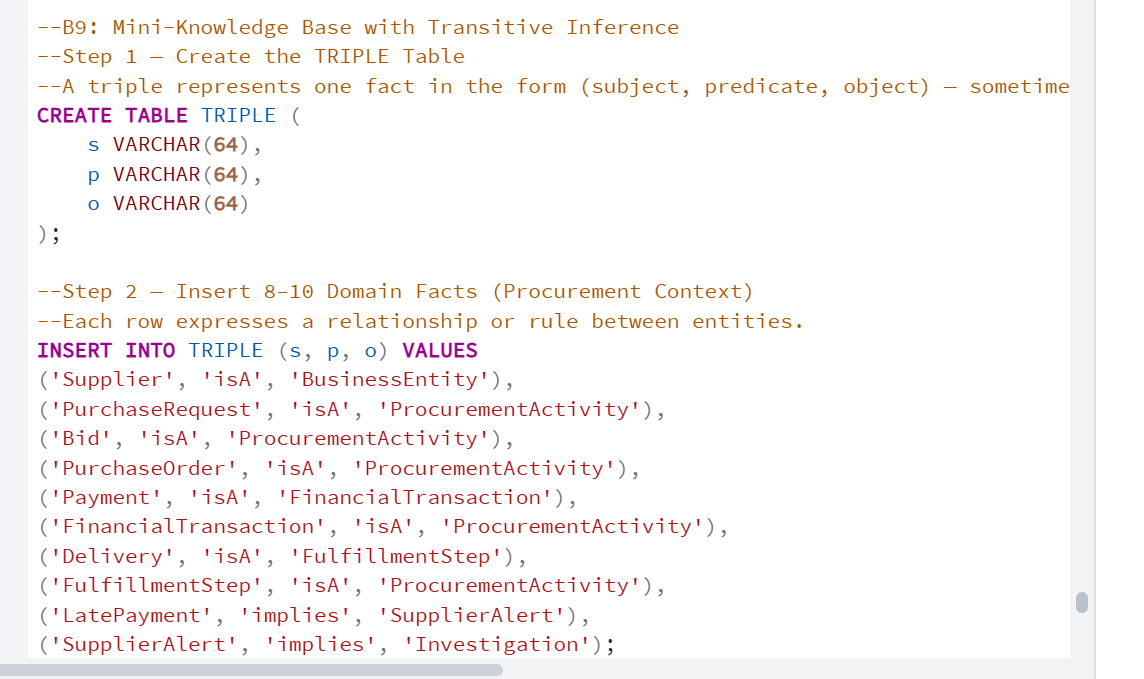 --B9: Mini-Knowledge Base with Transitive Inference
--Step 1 — Create the TRIPLE Table
--A triple represents one fact in the form (subject, predicate, object) — sometime
CREATE TABLE TRIPLE (
    s VARCHAR(64),
    p VARCHAR(64),
    o VARCHAR(64)
);
--Step 2 — Insert 8–10 Domain Facts (Procurement Context)
--Each row expresses a relationship or rule between entities.
INSERT INTO TRIPLE (s, p, o) VALUES
('Supplier', 'isA', 'BusinessEntity'),
('PurchaseRequest', 'isA', 'ProcurementActivity'),
('Bid', 'isA', 'ProcurementActivity'),
('PurchaseOrder', 'isA', 'ProcurementActivity'),
('Payment', 'isA', 'FinancialTransaction'),
('FinancialTransaction', 'isA', 'ProcurementActivity'),
('Delivery', 'isA', 'FulfillmentStep'),
('FulfillmentStep', 'isA', 'ProcurementActivity'),
('LatePayment', 'implies', 'SupplierAlert'),
('SupplierAlert', 'implies', 'Investigation');